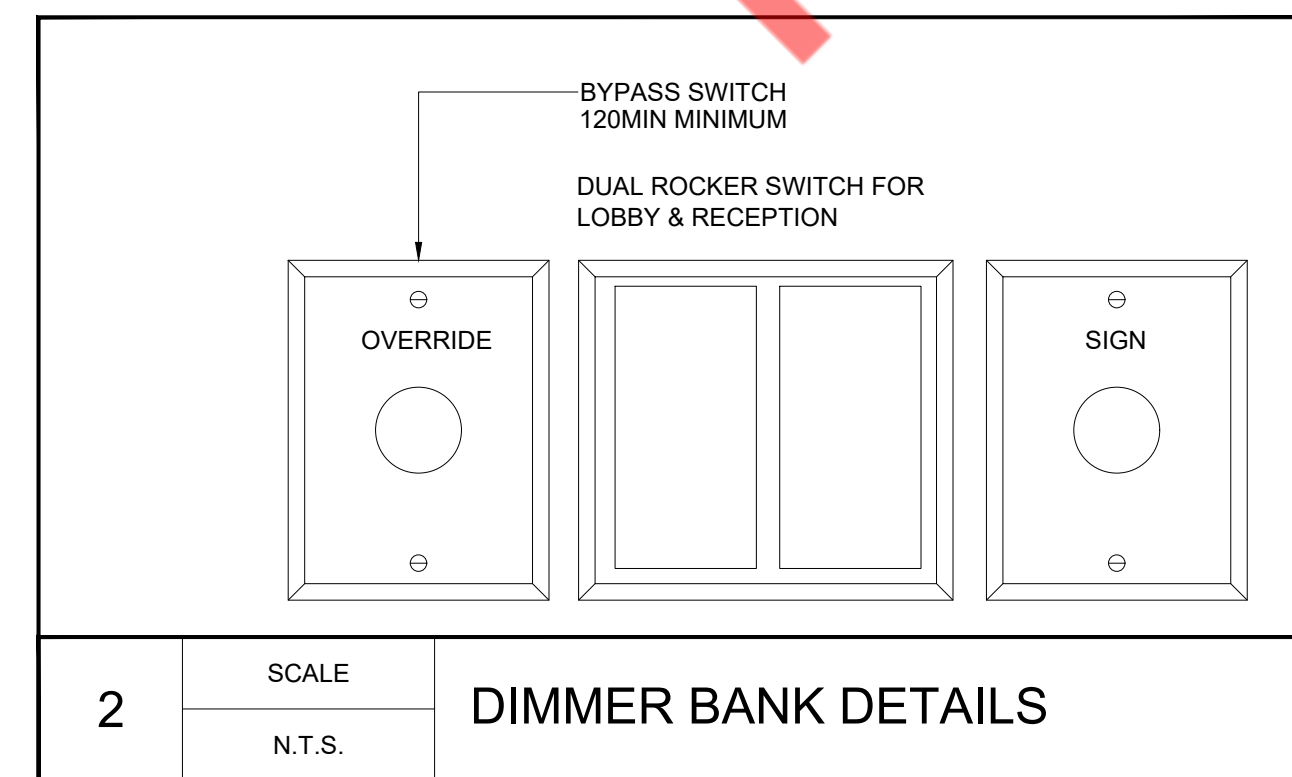 BYPASS SWITCH
120MIN MINIMUM
DUAL ROCKER SWITCH FOR
LOBBY & RECEPTION
OVERRIDE
SIGN
2
SCALE
N.T.S.
DIMMER BANK DETAILS